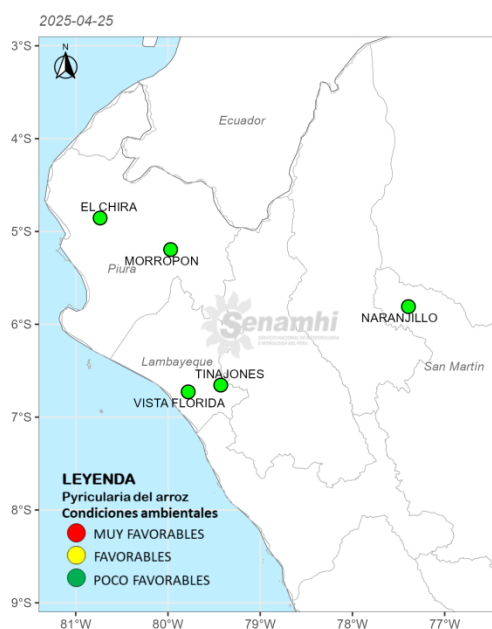 2025-04-25
3°S
N
Ecuador
4°S
EL CHIRA
5°S
MORROPON
Piura
NARANJILLO
6°S
Senamhi
Lambayeque
San Martín
TINAJONES
VISTA FLORIDA
7°S
LEYENDA
Pyricularia del arroz
Condiciones ambientales
MUY FAVORABLES
FAVORABLES
POCO FAVORABLES
8°S
9°S
81°W 80°W 79°W 78°W 77°W